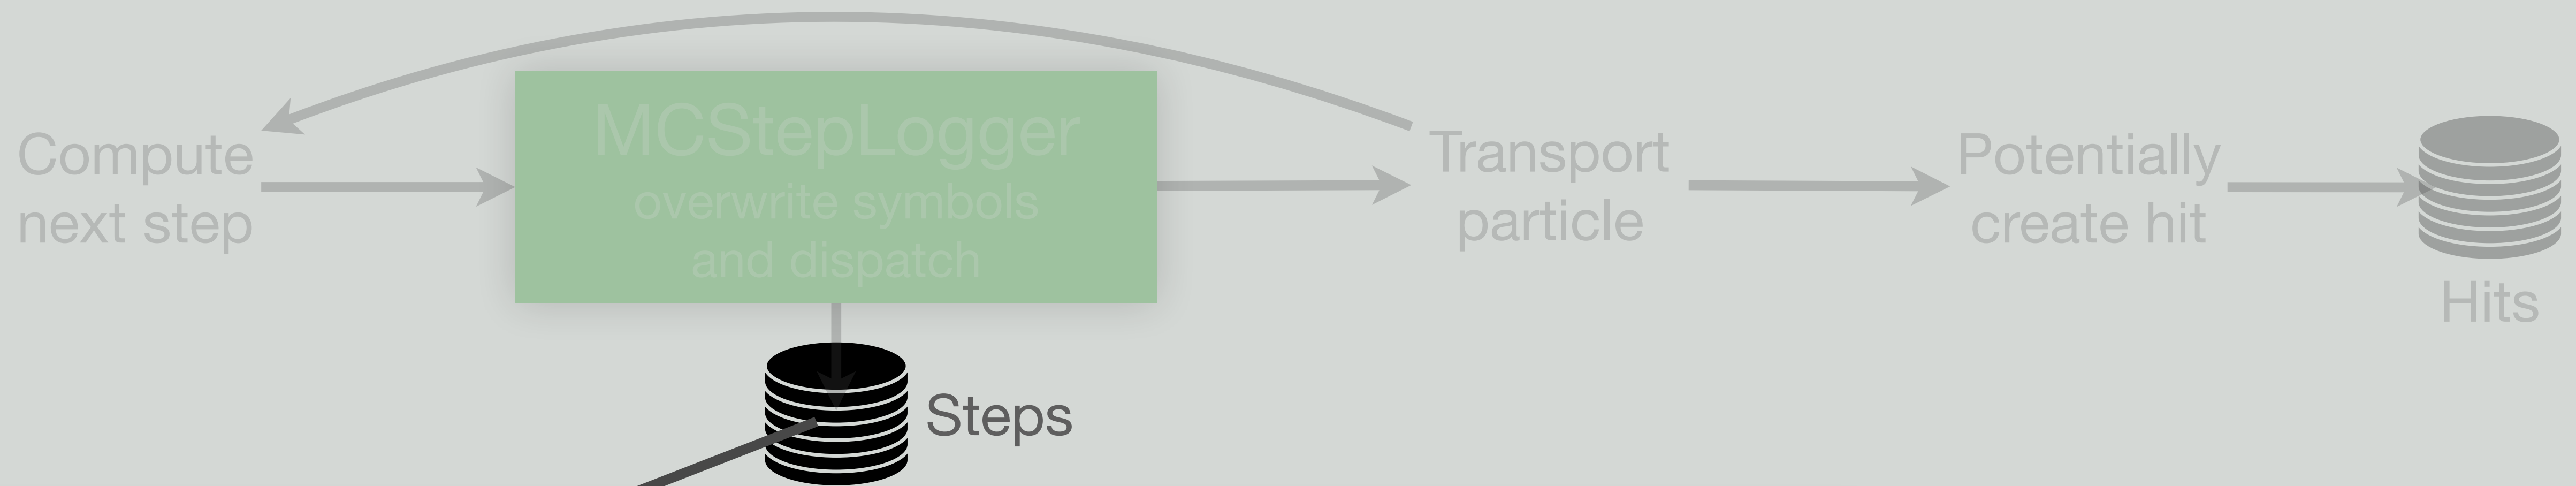 Compute
next step
MCStepLogger
overwrite symbols
and dispatch
Transport
particle
Potentially
create hit
Hits
Steps